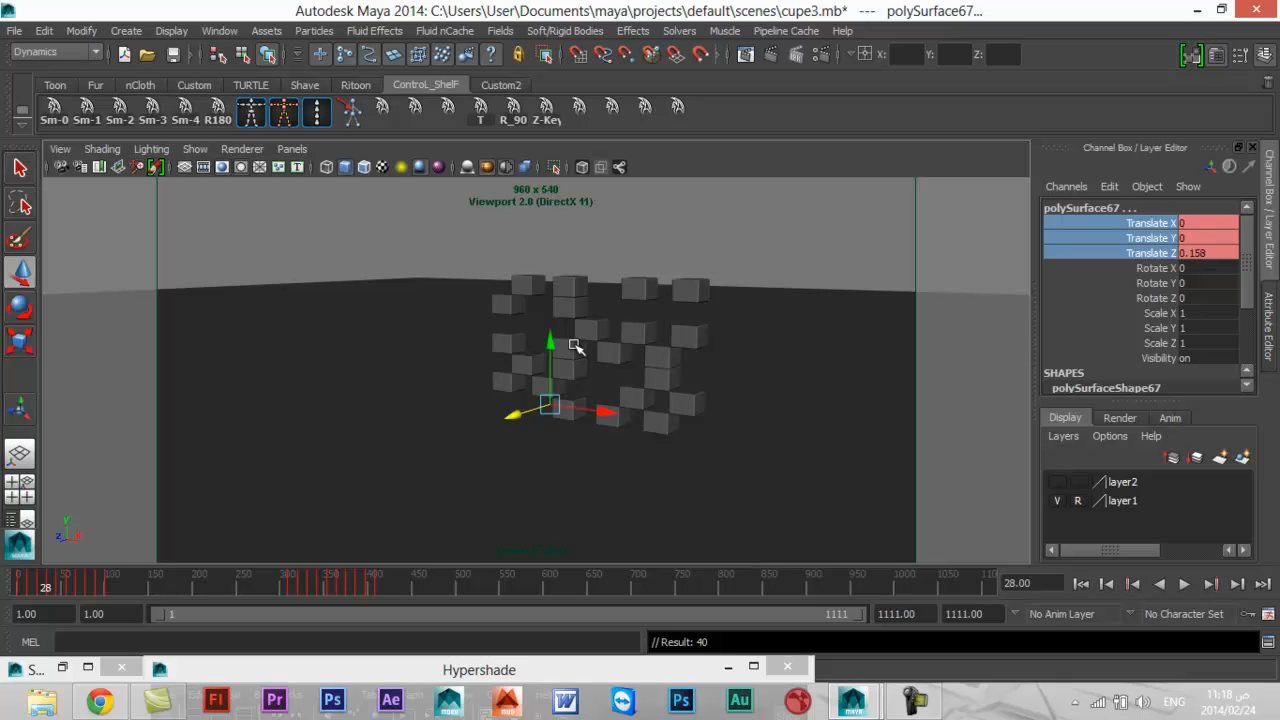 Autodesk Maya 2014: C:\Users\User\Documents\maya\projects\default\scenes\cupe3.mb* --- polySurface67...
File Edit Modify Create Display Window Assets Particles Fluid Effects Fluid nCache Fields Soft/Rigid Bodies Effects Solvers Muscle Pipeline Cache Help
Dynamics X: Y: Z:
Toon Fur nCloth Custom TURTLE Shave Ritoon Control_Shelf Custom2
Sm-0 Sm-1 Sm-2 Sm-3 Sm-4 R180 T R_90 Z-Key
View Shading Lighting Show Renderer Panels
Channel Box / Layer Editor
Channels Edit Object Show
960 x 540
Viewport 2.0 (DirectX 11)
polySurface67 . . .
Translate X 0
Translate Y 0
Translate Z 0.158
Rotate X 0
Rotate Y 0
Rotate Z 0
Scale X 1
Scale Y 1
Scale Z 1
Visibility on
SHAPES
polySurfaceShape67
Display Render Anim
Layers Options Help
layer2
V R layer1
Channel Box / Layer Editor
Attribute Editor
y
z x
0 50 100 150 200 250 300 350 400 450 500 550 600 650 700 750 800 850 900 950 1000 1050 110
28
28.00
1.00 1.00 1 1111 1111.00 1111.00 No Anim Layer No Character Set
MEL // Result: 40
S... Hypershade
Fl Pr Ps Ae W Ps Au
ENG
11:18 ص
2014/02/24